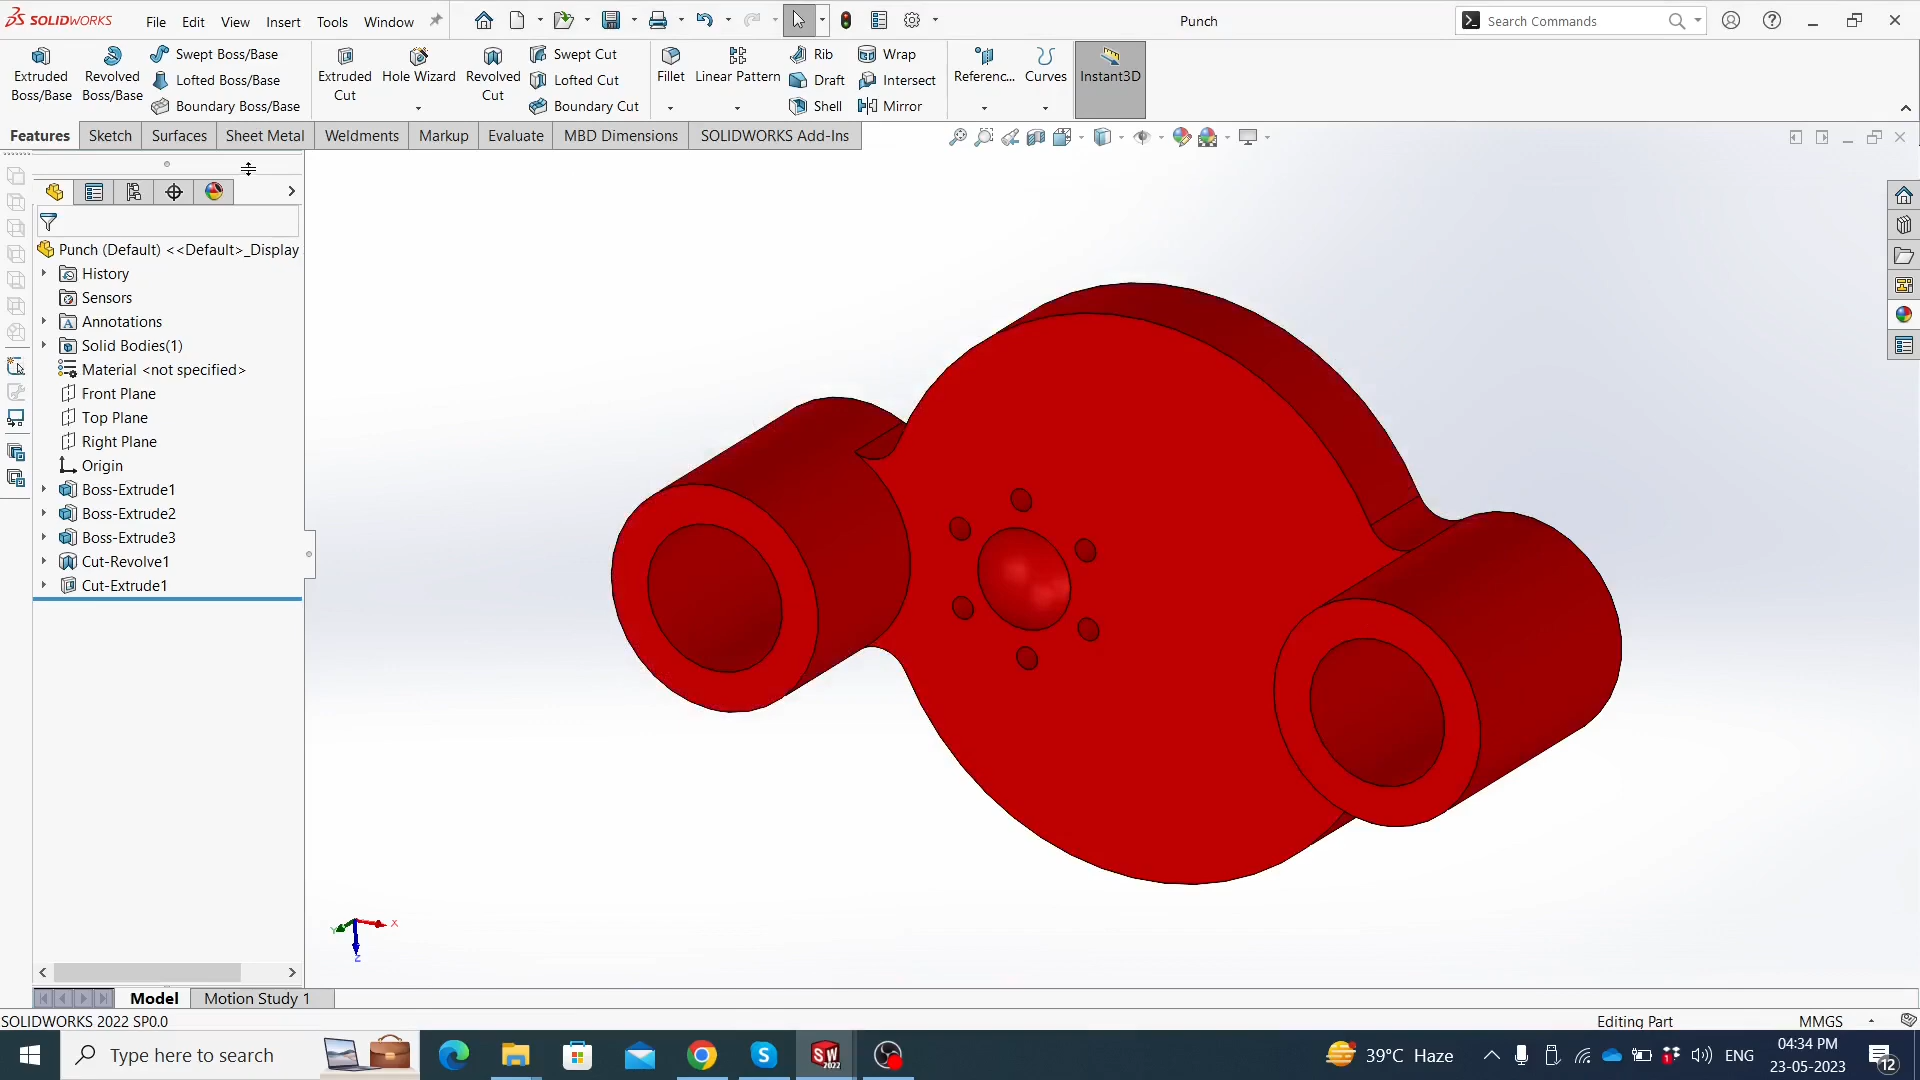 SOLIDWORKS File Edit View Insert Tools Window Punch Search Commands
Extruded Boss/Base
Revolved Boss/Base
Swept Boss/Base
Lofted Boss/Base
Boundary Boss/Base
Extruded Cut
Hole Wizard
Revolved Cut
Swept Cut
Lofted Cut
Boundary Cut
Fillet
Linear Pattern
Rib
Draft
Shell
Wrap
Intersect
Mirror
Referenc...
Curves
Instant3D
Features Sketch Surfaces Sheet Metal Weldments Markup Evaluate MBD Dimensions SOLIDWORKS Add-Ins
Punch (Default) <<Default>_Display
History
Sensors
Annotations
Solid Bodies(1)
Material <not specified>
Front Plane
Top Plane
Right Plane
Origin
Boss-Extrude1
Boss-Extrude2
Boss-Extrude3
Cut-Revolve1
Cut-Extrude1
X
Y
Z
Model Motion Study 1
SOLIDWORKS 2022 SP0.0 Editing Part MMGS
Type here to search
SW
2022
39°C Haze
1
ENG
04:34 PM
23-05-2023
12